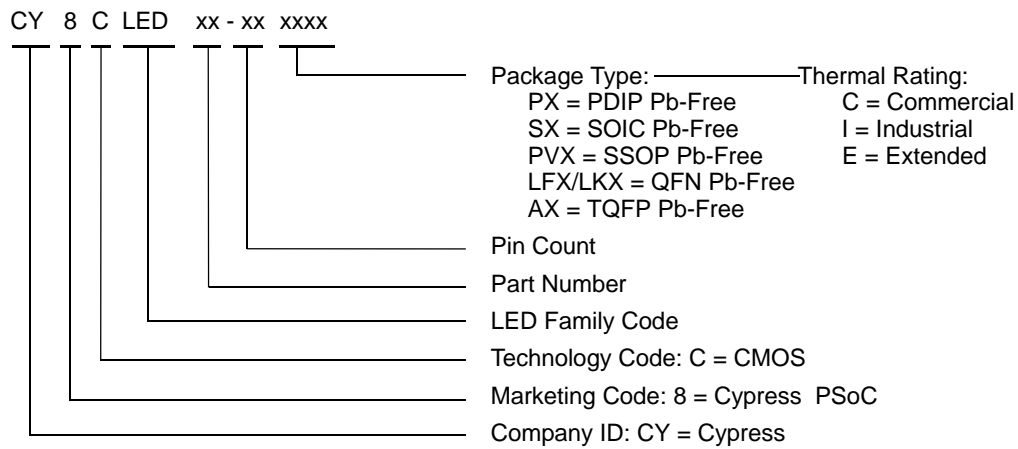 CY 8 C LED xx - xx xxxx
Package Type: Thermal Rating:
PX = PDIP Pb-Free C = Commercial
SX = SOIC Pb-Free I = Industrial
PVX = SSOP Pb-Free E = Extended
LFX/LKX = QFN Pb-Free
AX = TQFP Pb-Free
Pin Count
Part Number
LED Family Code
Technology Code: C = CMOS
Marketing Code: 8 = Cypress PSoC
Company ID: CY = Cypress